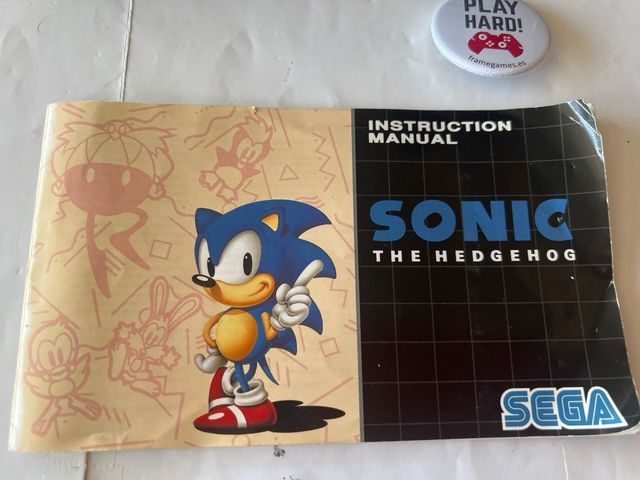 PLAY
HARD!
framegames.es
INSTRUCTION
MANUAL
SONIC
THE HEDGEHOG
SEGA